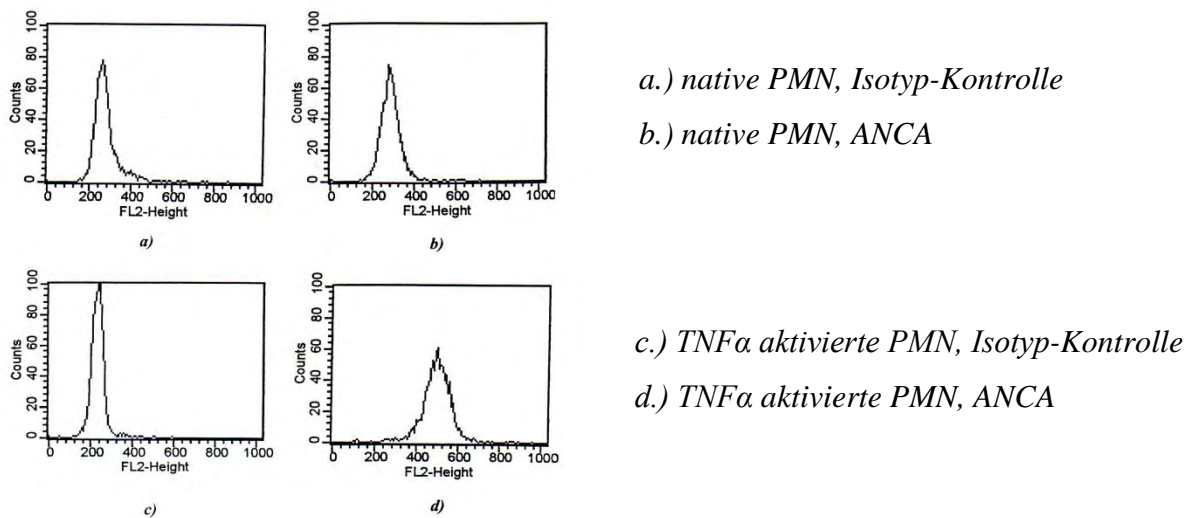 100
80
60
40
20
0
Counts
0 200 400 600 800 1000
FL2-Height
a)
100
80
60
40
20
0
Counts
0 200 400 600 800 1000
FL2-Height
b)
a.) native PMN, Isotyp-Kontrolle
b.) native PMN, ANCA
100
80
60
40
20
0
Counts
0 200 400 600 800 1000
FL2-Height
c)
100
80
60
40
20
0
Counts
0 200 400 600 800 1000
FL2-Height
d)
c.) TNFα aktivierte PMN, Isotyp-Kontrolle
d.) TNFα aktivierte PMN, ANCA